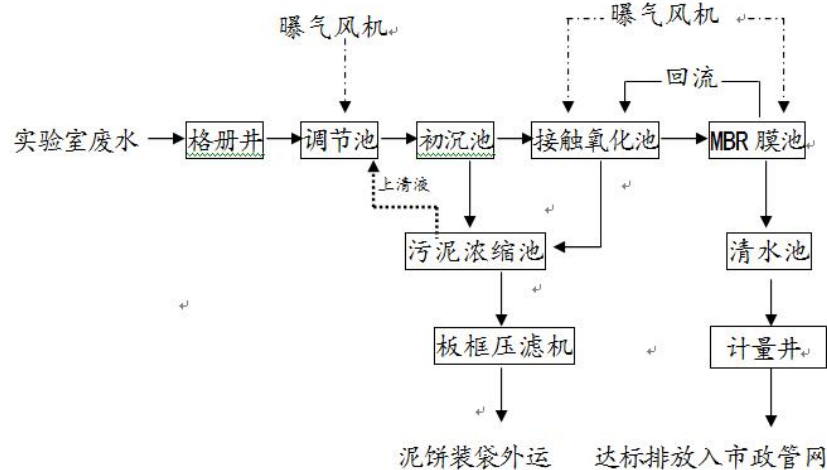 曝气风机
曝气风机
回流
实验室废水
格册井
调节池
初沉池
接触氧化池
MBR 膜池
上清液
污泥浓缩池
清水池
板框压滤机
计量井
泥饼装袋外运
达标排放入市政管网